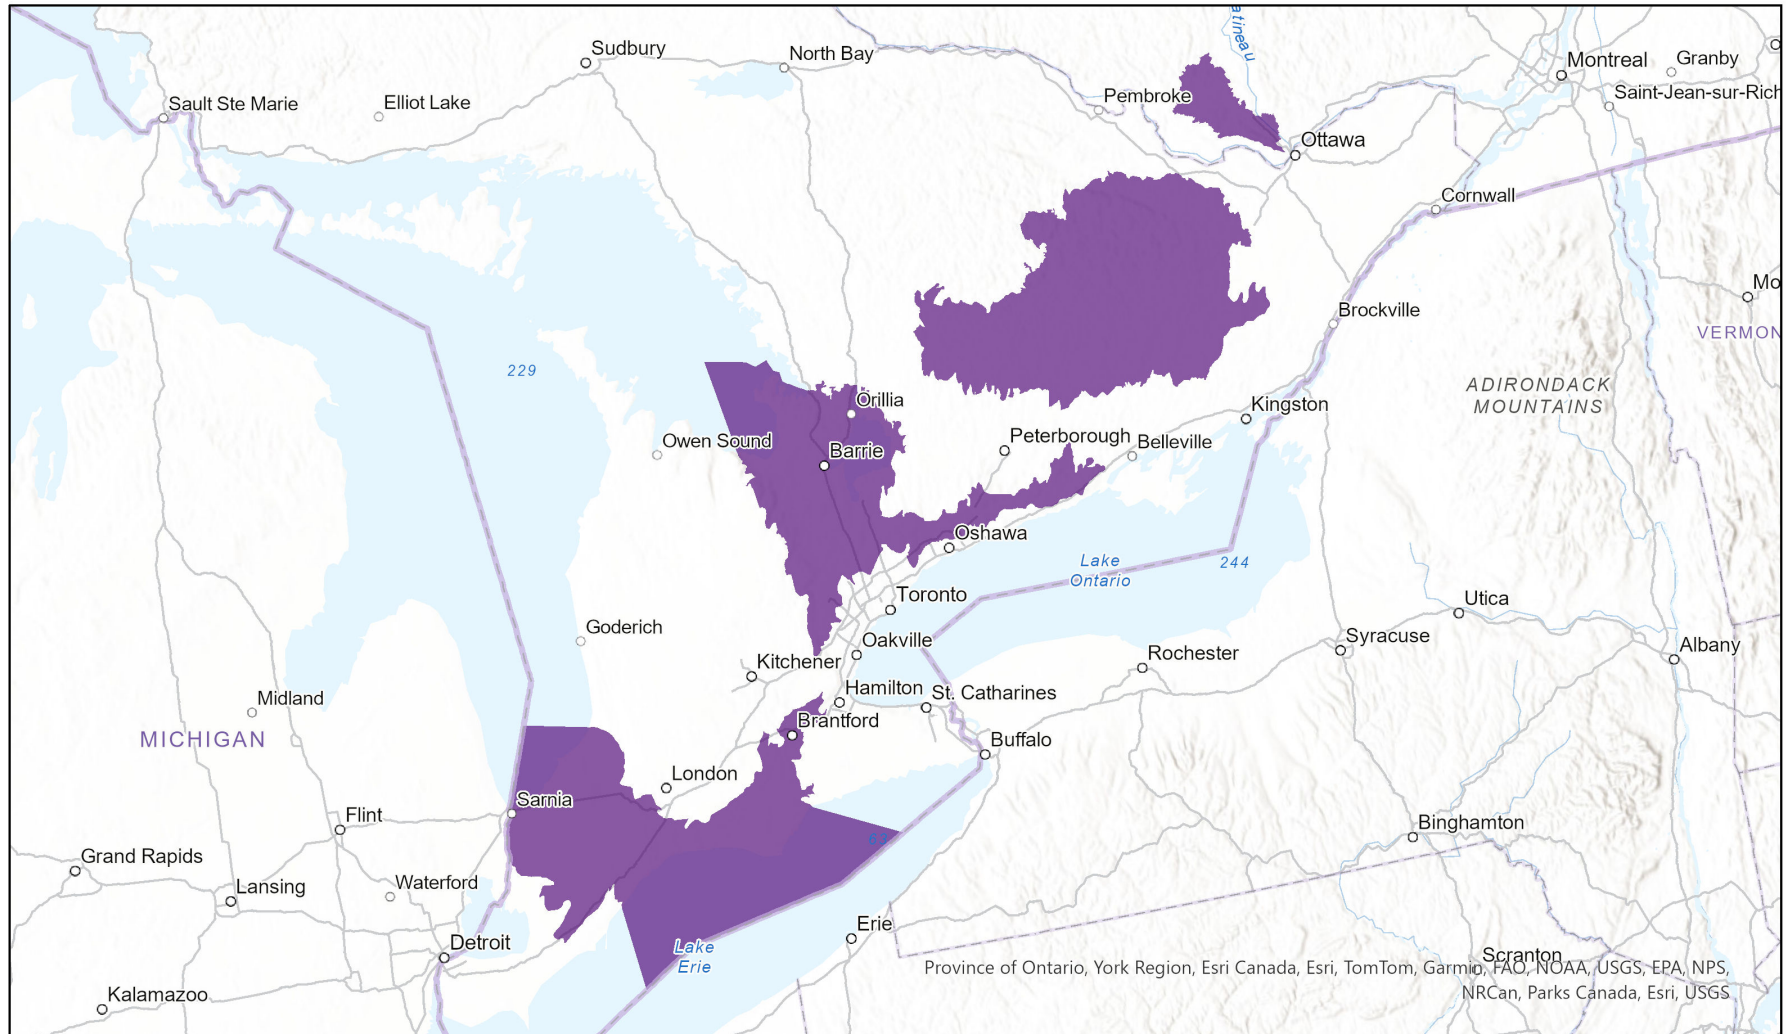 atineau
Sudbury
North Bay
Montreal
Granby
Sault Ste Marie
Elliot Lake
Pembroke
Saint-Jean-sur-Rich
Ottawa
Cornwall
Mo
Brockville
VERMON
229
ADIRONDACK
MOUNTAINS
Orillia
Kingston
Owen Sound
Barrie
Peterborough
Belleville
Oshawa
Lake
Ontario
244
Toronto
Utica
Goderich
Oakville
Syracuse
Albany
Kitchener
Rochester
Midland
Hamilton
St. Catharines
Brantford
MICHIGAN
Buffalo
London
Sarnia
Flint
Binghamton
Grand Rapids
Lansing
Waterford
Erie
Detroit
Lake
Erie
Scranton
Province of Ontario, York Region, Esri Canada, Esri, TomTom, Garmin, FAO, NOAA, USGS, EPA, NPS,
NRCan, Parks Canada, Esri, USGS
Kalamazoo